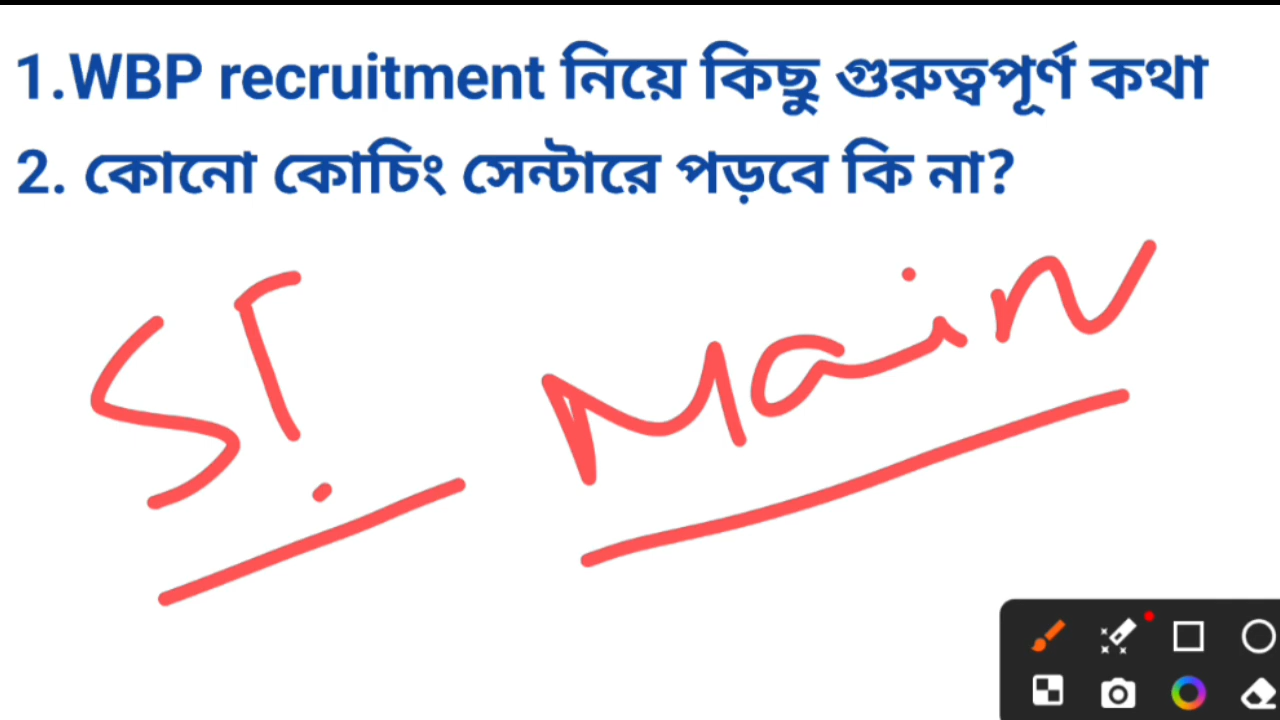 1.WBP recruitment নিয়ে কিছু গুরুত্বপূর্ণ কথা
2. কোনো কোচিং সেন্টারে পড়বে কি না?
SI. Main